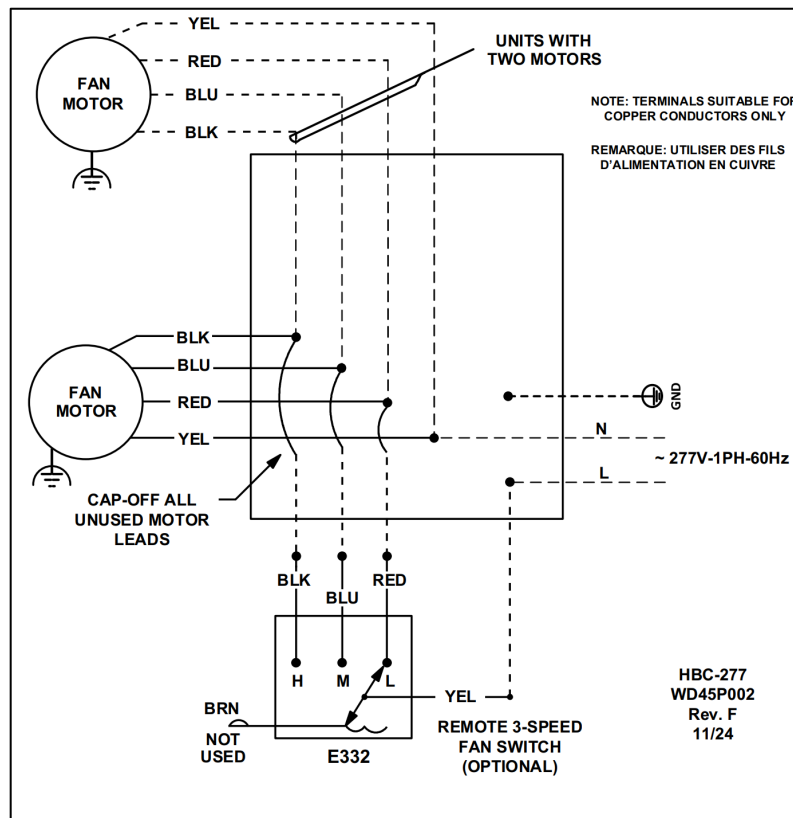 YEL
RED
BLU
BLK
FAN
MOTOR
UNITS WITH
TWO MOTORS
NOTE: TERMINALS SUITABLE FOR
COPPER CONDUCTORS ONLY
REMARQUE: UTILISER DES FILS
D'ALIMENTATION EN CUIVRE
BLK
BLU
RED
YEL
FAN
MOTOR
GND
N
L
~ 277V-1PH-60Hz
CAP-OFF ALL
UNUSED MOTOR
LEADS
BLK
BLU
RED
H
M
L
YEL
BRN
NOT
USED
E332
REMOTE 3-SPEED
FAN SWITCH
(OPTIONAL)
HBC-277
WD45P002
Rev. F
11/24